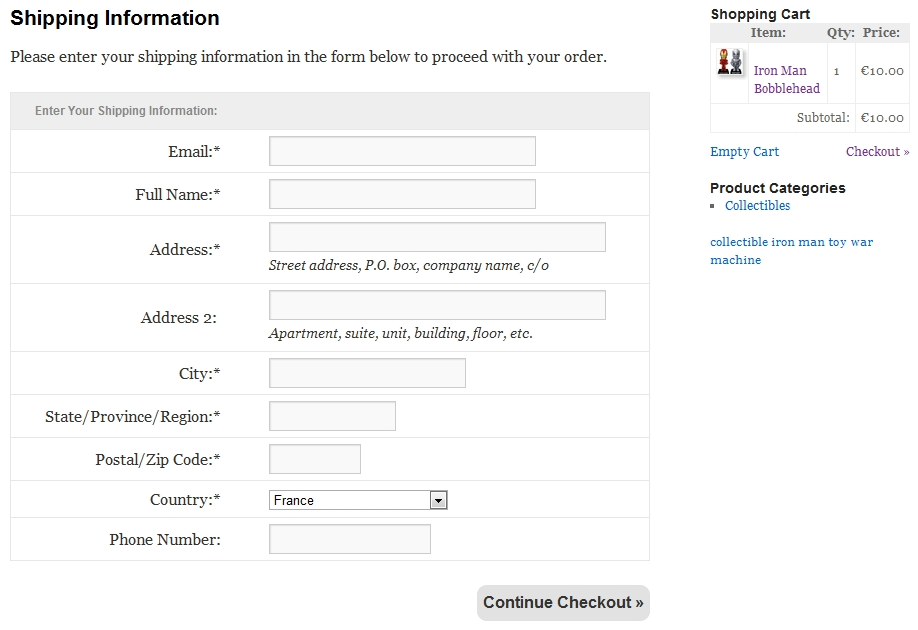 Shipping Information
Please enter your shipping information in the form below to proceed with your order.
Enter Your Shipping Information:
Email:*
Full Name:*
Address:*
Street address, P.O. box, company name, c/o
Address 2:
Apartment, suite, unit, building, floor, etc.
City:*
State/Province/Region:*
Postal/Zip Code:*
Country:* France
Phone Number:
Continue Checkout »
Shopping Cart
Item: Qty: Price:
Iron Man 1 €10.00
Bobblehead
Subtotal: €10.00
Empty Cart Checkout »
Product Categories
Collectibles
collectible iron man toy war
machine